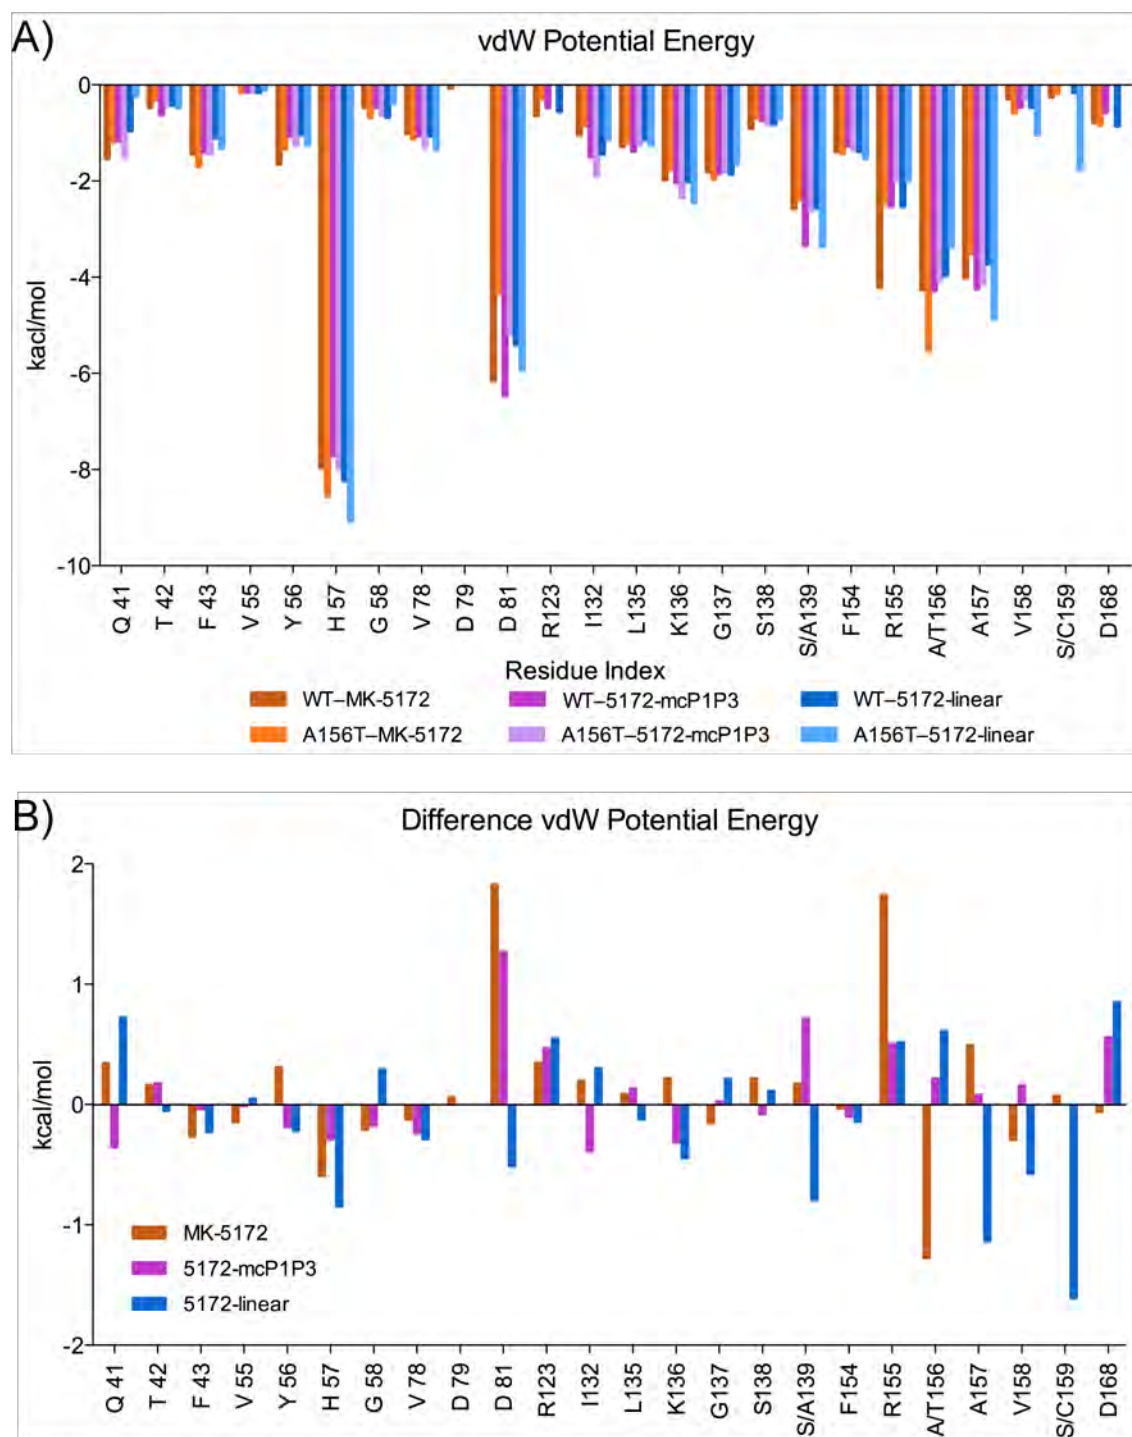 A)
vdW Potential Energy
0
-2
-4
-6
-8
-10
kacl/mol
Q 41
T 42
F 43
V 55
Y 56
H 57
G 58
V 78
D 79
D 81
R123
I132
L135
K136
G137
S138
S/A139
F154
R155
A/T156
A157
V158
S/C159
D168
Residue Index
WT–MK-5172 WT–5172-mcP1P3 WT–5172-linear
A156T–MK-5172 A156T–5172-mcP1P3 A156T–5172-linear
B)
Difference vdW Potential Energy
2
1
0
-1
-2
kcal/mol
MK-5172
5172-mcP1P3
5172-linear
Q 41
T 42
F 43
V 55
Y 56
H 57
G 58
V 78
D 79
D 81
R123
I132
L135
K136
G137
S138
S/A139
F154
R155
A/T156
A157
V158
S/C159
D168